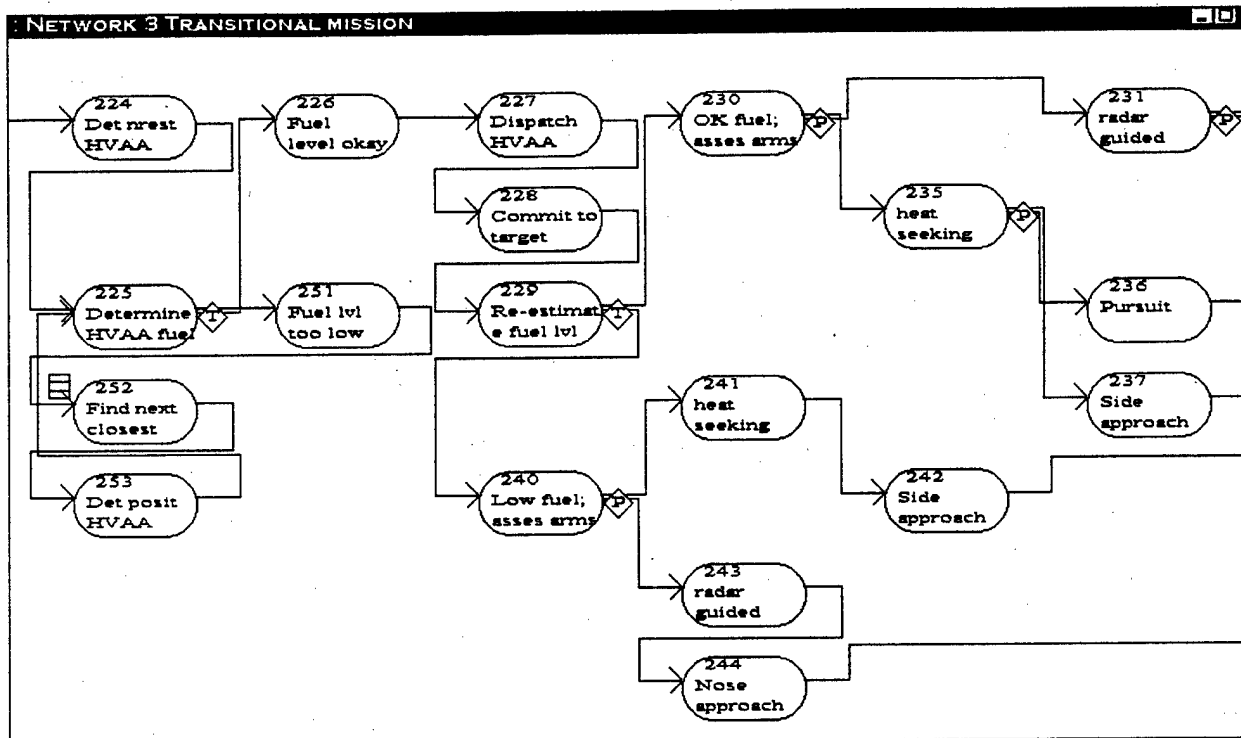 : NETWORK 3 TRANSITIONAL MISSION
224
Det nrest
HVAA
226
Fuel
level okay
227
Dispatch
HVAA
230
OK fuel;
asses arms
P
231
radar
guided
P
228
Commit to
target
235
heat
seeking
P
225
Determine
HVAA fuel
T
251
Fuel lvl
too low
229
Re-estimat
e fuel lvl
T
236
Pursuit
252
Find next
closest
241
heat
seeking
237
Side
approach
253
Det posit
HVAA
240
Low fuel;
asses arms
P
242
Side
approach
243
radar
guided
244
Nose
approach